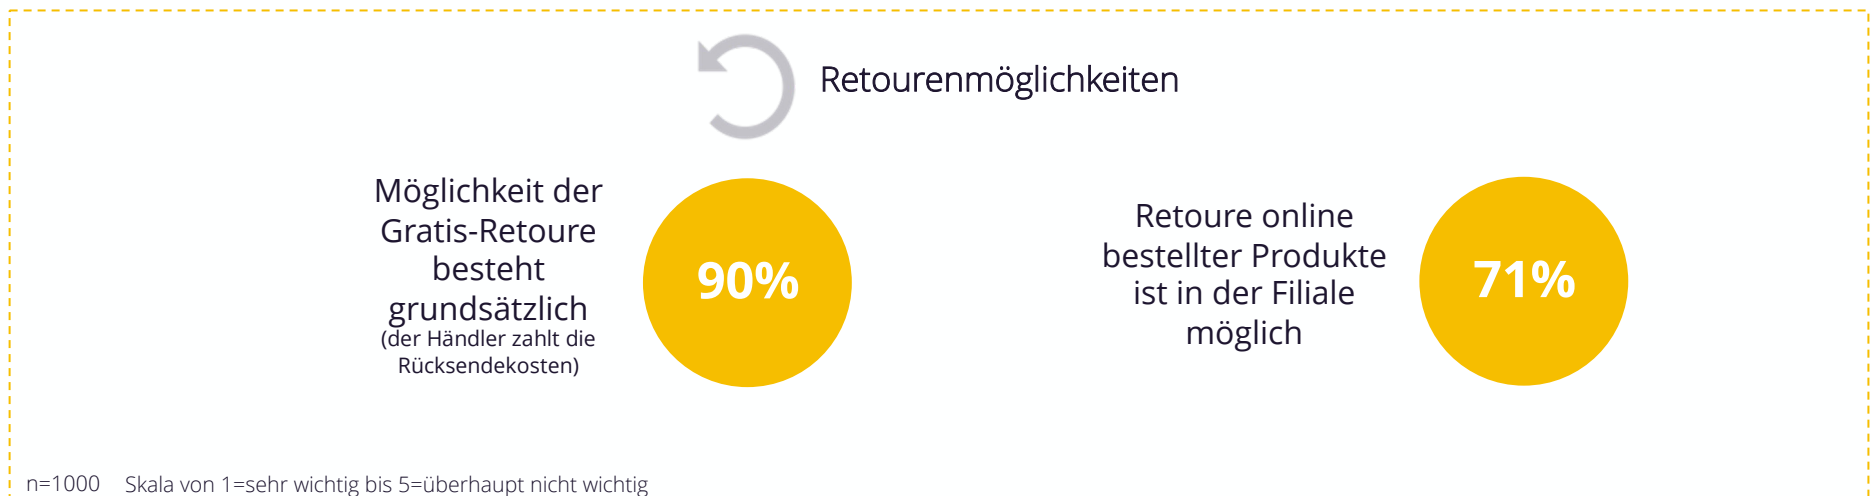 Retourenmöglichkeiten
Möglichkeit der
Gratis-Retoure
besteht
grundsätzlich
(der Händler zahlt die
Rücksendekosten)
90%
Retoure online
bestellter Produkte
ist in der Filiale
möglich
71%
n=1000 Skala von 1=sehr wichtig bis 5=überhaupt nicht wichtig